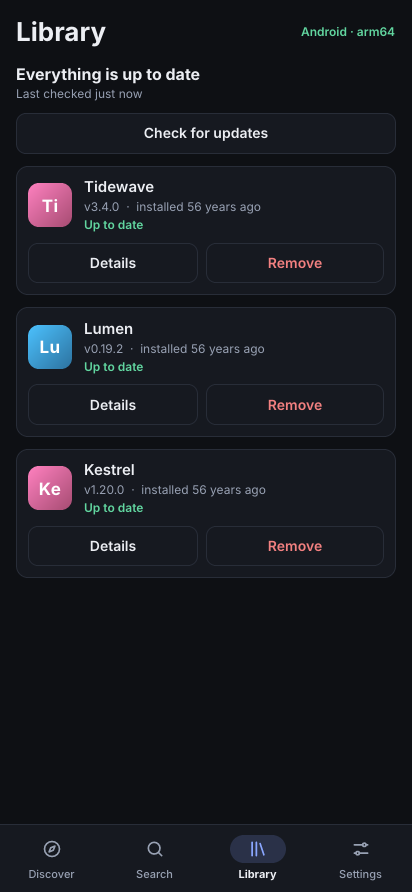 Library
Android · arm64
Everything is up to date
Last checked just now
Check for updates
Ti
Tidewave
v3.4.0 · installed 56 years ago
Up to date
Details
Remove
Lu
Lumen
v0.19.2 · installed 56 years ago
Up to date
Details
Remove
Ke
Kestrel
v1.20.0 · installed 56 years ago
Up to date
Details
Remove
Discover
Search
Library
Settings